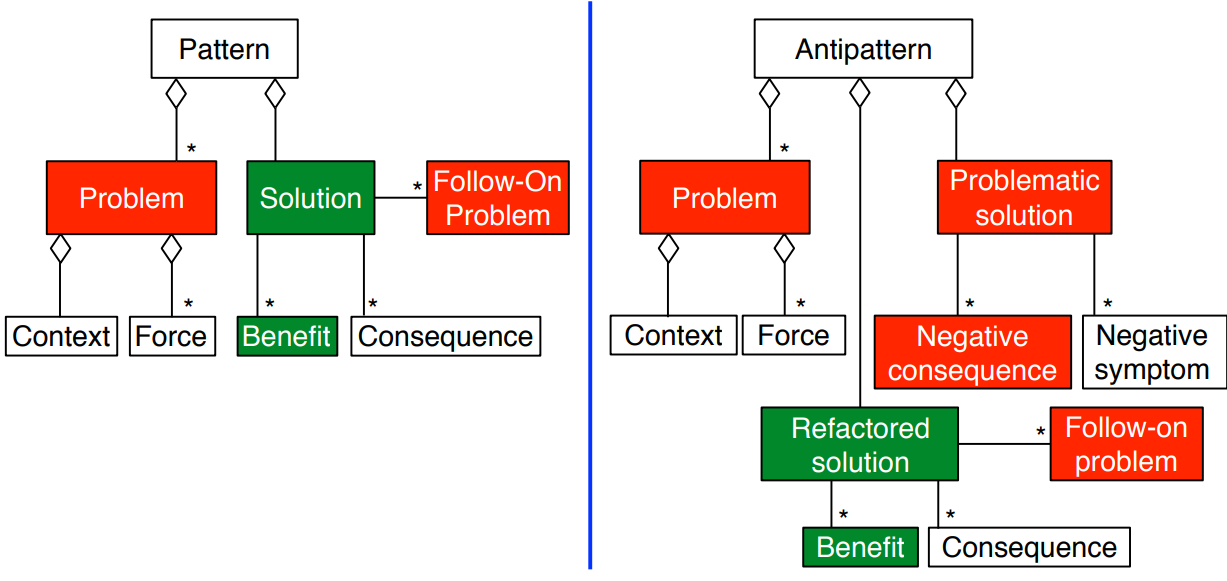 Pattern
*
Problem
Solution
*
Follow-On
Problem
*
*
*
Context
Force
Benefit
Consequence
Antipattern
*
Problem
Problematic
solution
*
*
*
Context
Force
Negative
consequence
Negative
symptom
Refactored
solution
*
Follow-on
problem
*
*
Benefit
Consequence